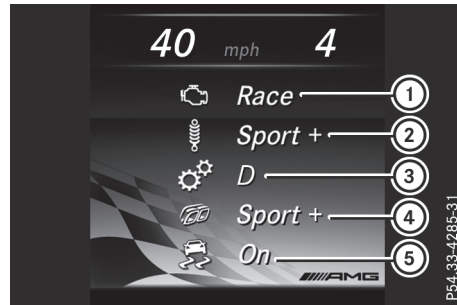 40 mph 4
Race 1
Sport + 2
D 3
Sport + 4
On 5
AMG
P54.33-4285-31